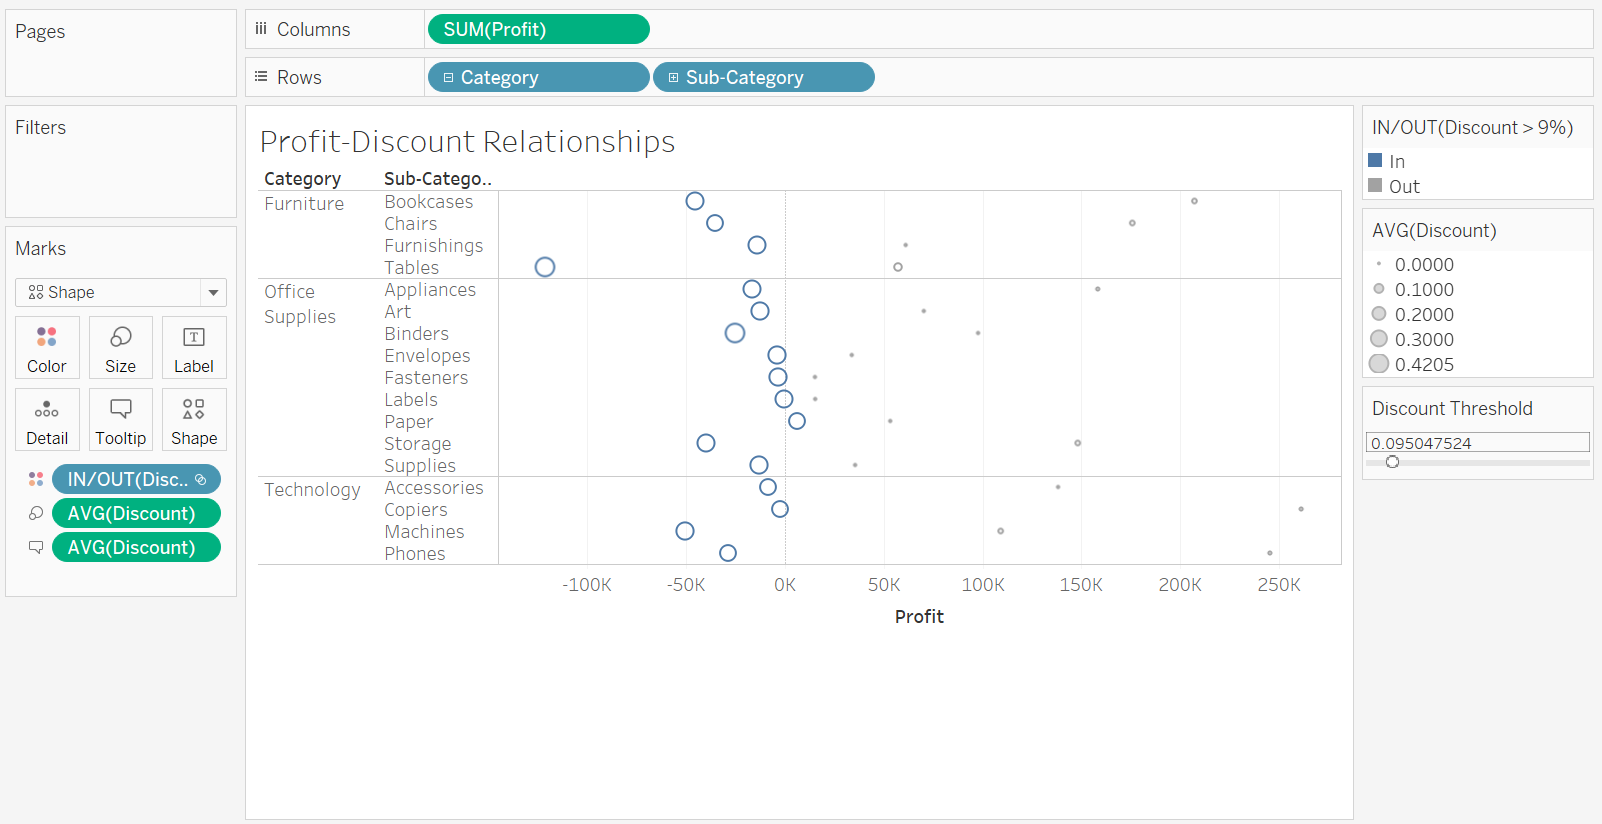 Pages
Columns
SUM(Profit)
Rows
Category
Sub-Category
Filters
Marks
Shape
Color
Size
Label
Detail
Tooltip
Shape
IN/OUT(Disc..
AVG(Discount)
AVG(Discount)
Profit-Discount Relationships
Category Sub-Catego..
Furniture Bookcases
Chairs
Furnishings
Tables
Office Supplies Appliances
Art
Binders
Envelopes
Fasteners
Labels
Paper
Storage
Supplies
Technology Accessories
Copiers
Machines
Phones
-100K -50K 0K 50K 100K 150K 200K 250K
Profit
IN/OUT(Discount > 9%)
In
Out
AVG(Discount)
0.0000
0.1000
0.2000
0.3000
0.4205
Discount Threshold
0.095047524